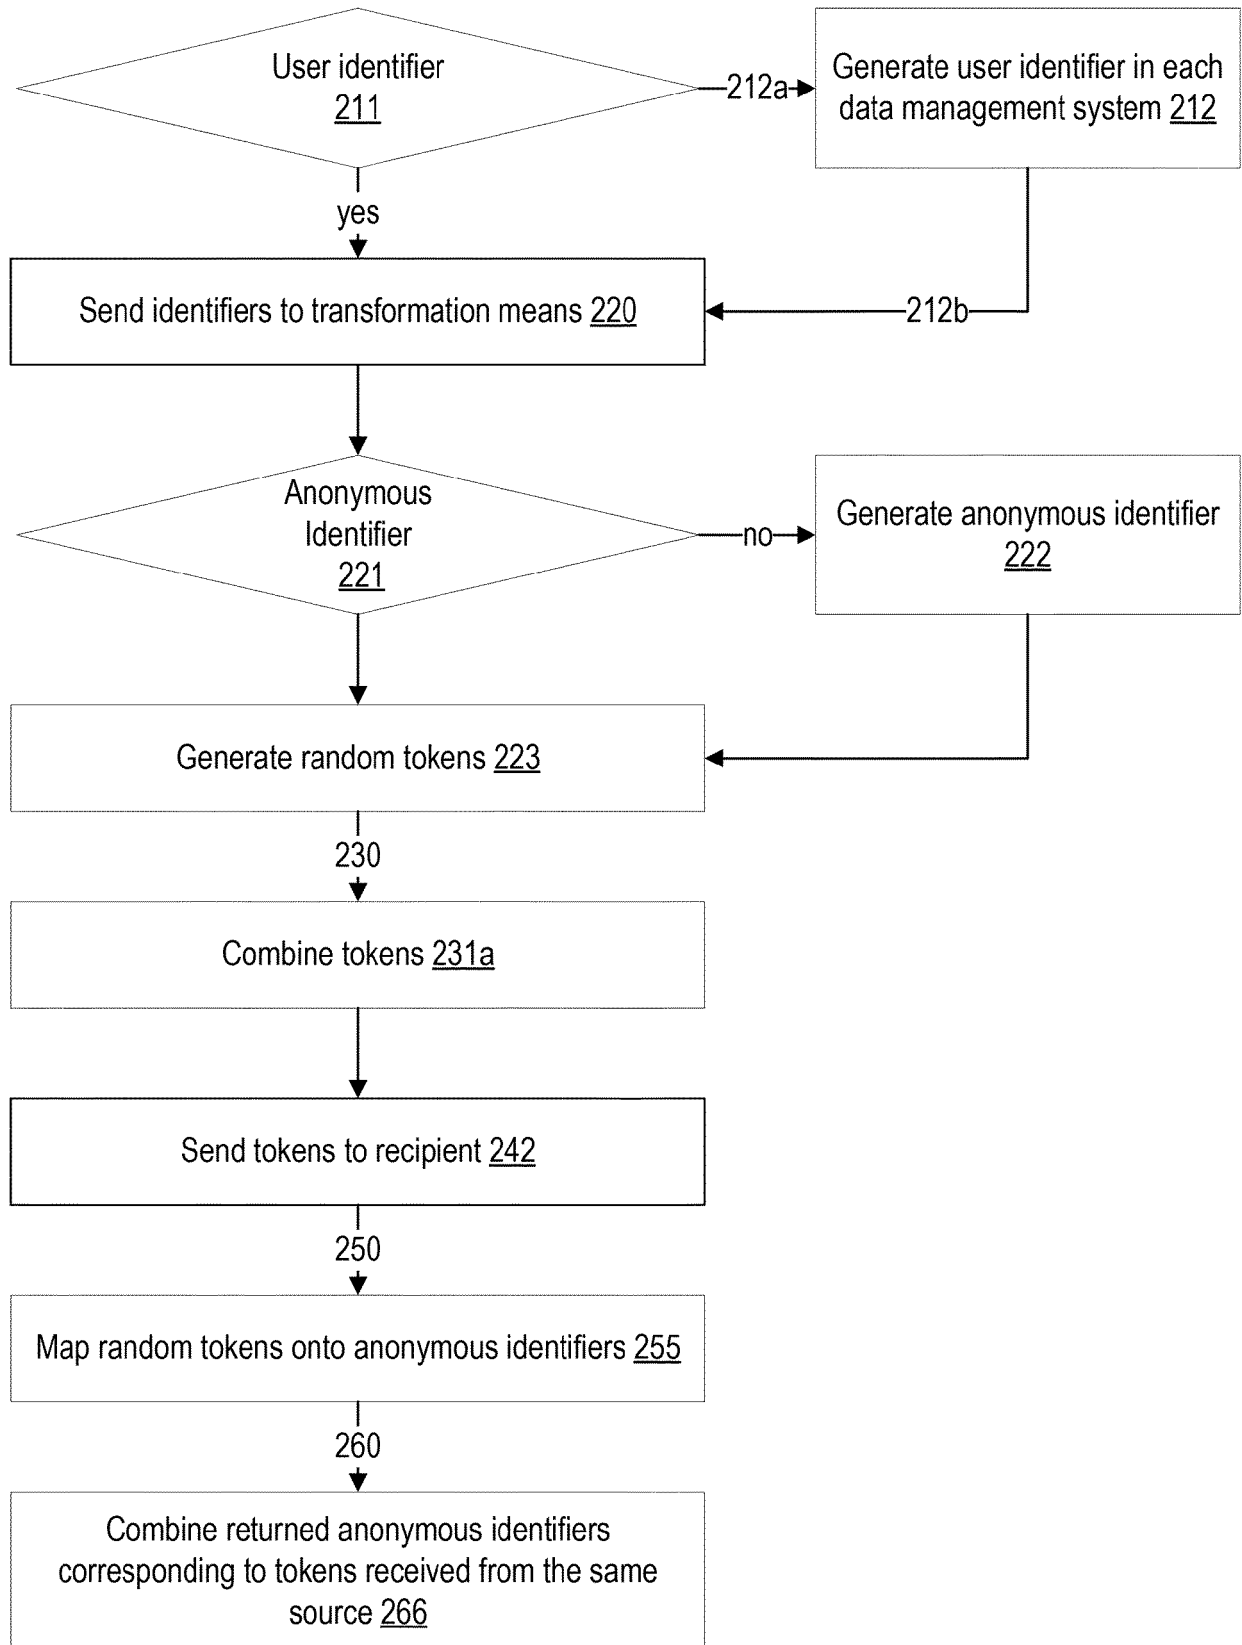 User identifier
211
212a
Generate user identifier in each
data management system 212
yes
Send identifiers to transformation means 220
212b
Anonymous
Identifier
221
no
Generate anonymous identifier
222
Generate random tokens 223
230
Combine tokens 231a
Send tokens to recipient 242
250
Map random tokens onto anonymous identifiers 255
260
Combine returned anonymous identifiers
corresponding to tokens received from the same
source 266